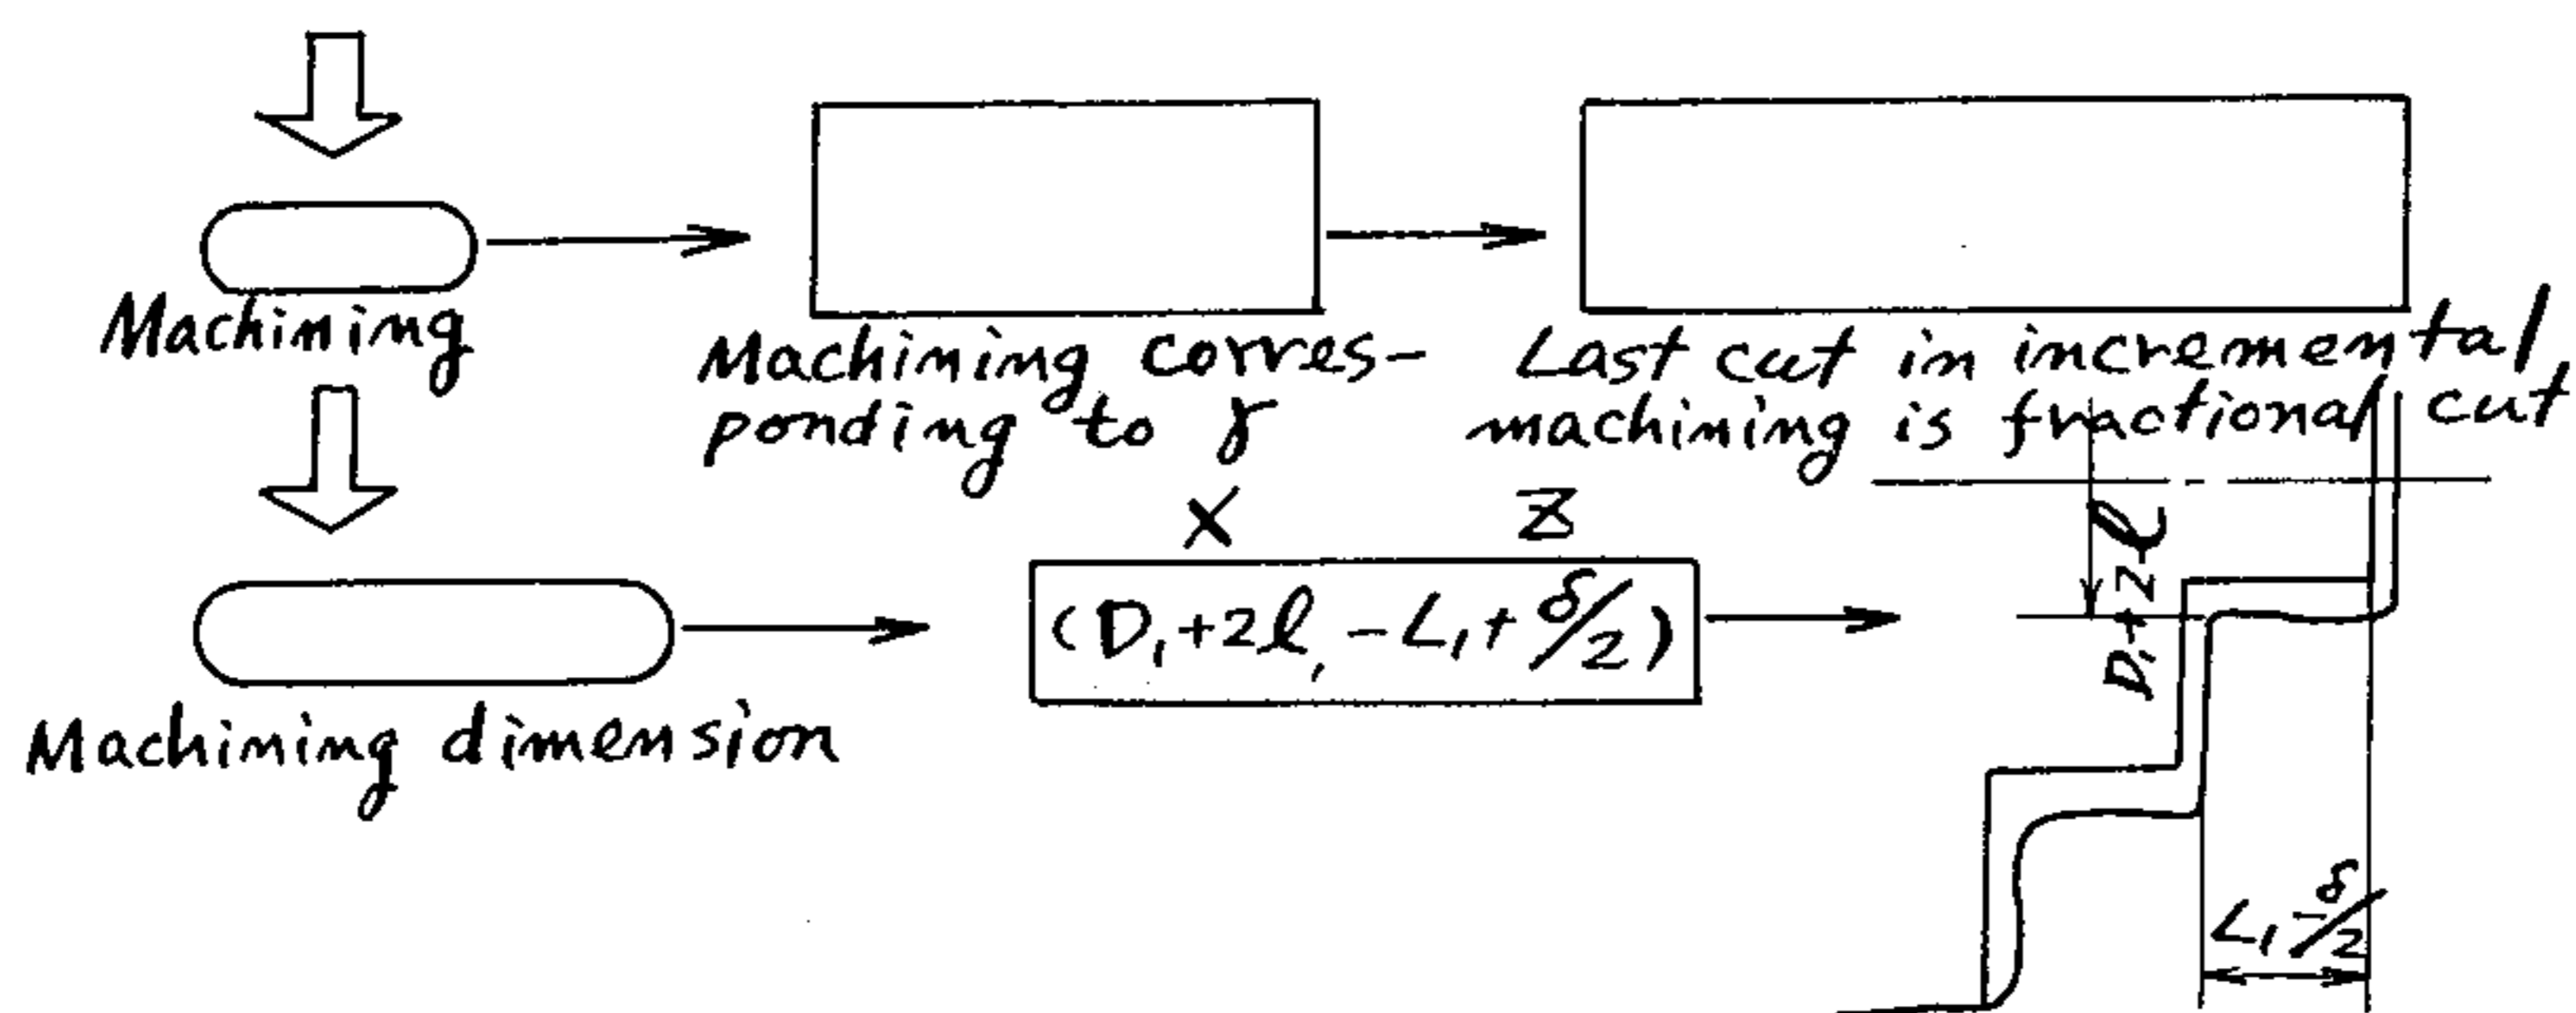 Machining
Machining corres-
ponding to γ
Last cut in incremental
machining is fractional cut
X Z
(D₁+2l, -L₁+δ/2)
Machining dimension
D₁+2l
L₁-δ/2